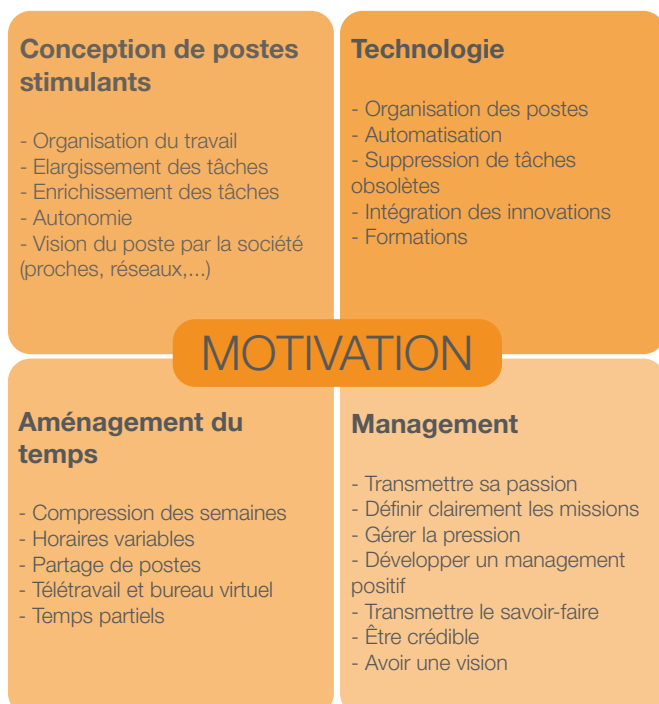 Conception de postes
stimulants
- Organisation du travail
- Elargissement des tâches
- Enrichissement des tâches
- Autonomie
- Vision du poste par la société
(proches, réseaux,...)
Technologie
- Organisation des postes
- Automatisation
- Suppression de tâches
obsolètes
- Intégration des innovations
- Formations
MOTIVATION
Aménagement du
temps
- Compression des semaines
- Horaires variables
- Partage de postes
- Télétravail et bureau virtuel
- Temps partiels
Management
- Transmettre sa passion
- Définir clairement les missions
- Gérer la pression
- Développer un management
positif
- Transmettre le savoir-faire
- Être crédible
- Avoir une vision